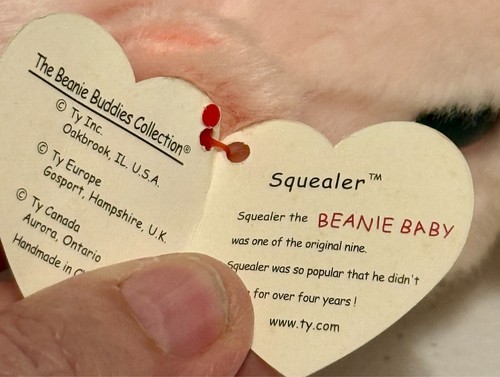 The Beanie Buddies Collection®
© Ty Inc.
Oakbrook, IL. U.S.A.
© Ty Europe
Gosport, Hampshire, U.K.
© Ty Canada
Aurora, Ontario
Handmade in
Squealer™
Squealer the BEANIE BABY
was one of the original nine.
Squealer was so popular that he didn't
for over four years !
www.ty.com